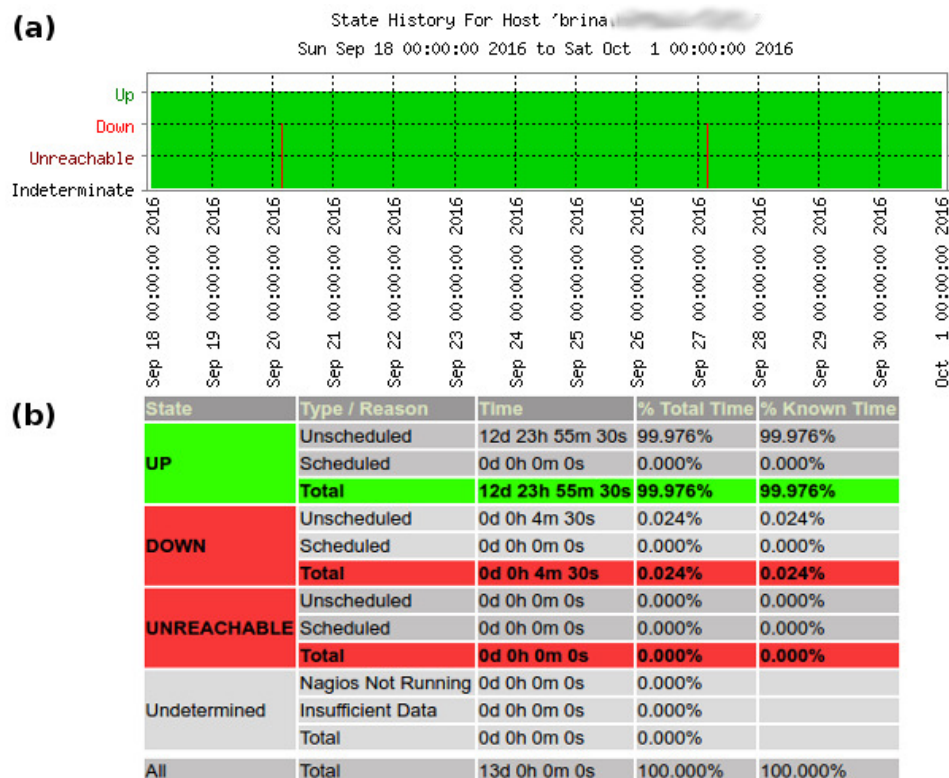 (a)
State History For Host 'brina
Sun Sep 18 00:00:00 2016 to Sat Oct 1 00:00:00 2016
Up
Down
Unreachable
Indeterminate
Sep 18 00:00:00 2016
Sep 19 00:00:00 2016
Sep 20 00:00:00 2016
Sep 21 00:00:00 2016
Sep 22 00:00:00 2016
Sep 23 00:00:00 2016
Sep 24 00:00:00 2016
Sep 25 00:00:00 2016
Sep 26 00:00:00 2016
Sep 27 00:00:00 2016
Sep 28 00:00:00 2016
Sep 29 00:00:00 2016
Sep 30 00:00:00 2016
Oct 1 00:00:00 2016
(b)
State Type / Reason Time % Total Time % Known Time
UP
Unscheduled 12d 23h 55m 30s 99.976% 99.976%
Scheduled 0d 0h 0m 0s 0.000% 0.000%
Total 12d 23h 55m 30s 99.976% 99.976%
DOWN
Unscheduled 0d 0h 4m 30s 0.024% 0.024%
Scheduled 0d 0h 0m 0s 0.000% 0.000%
Total 0d 0h 4m 30s 0.024% 0.024%
UNREACHABLE
Unscheduled 0d 0h 0m 0s 0.000% 0.000%
Scheduled 0d 0h 0m 0s 0.000% 0.000%
Total 0d 0h 0m 0s 0.000% 0.000%
Undetermined
Nagios Not Running 0d 0h 0m 0s 0.000%
Insufficient Data 0d 0h 0m 0s 0.000%
Total 0d 0h 0m 0s 0.000%
All Total 13d 0h 0m 0s 100.000% 100.000%